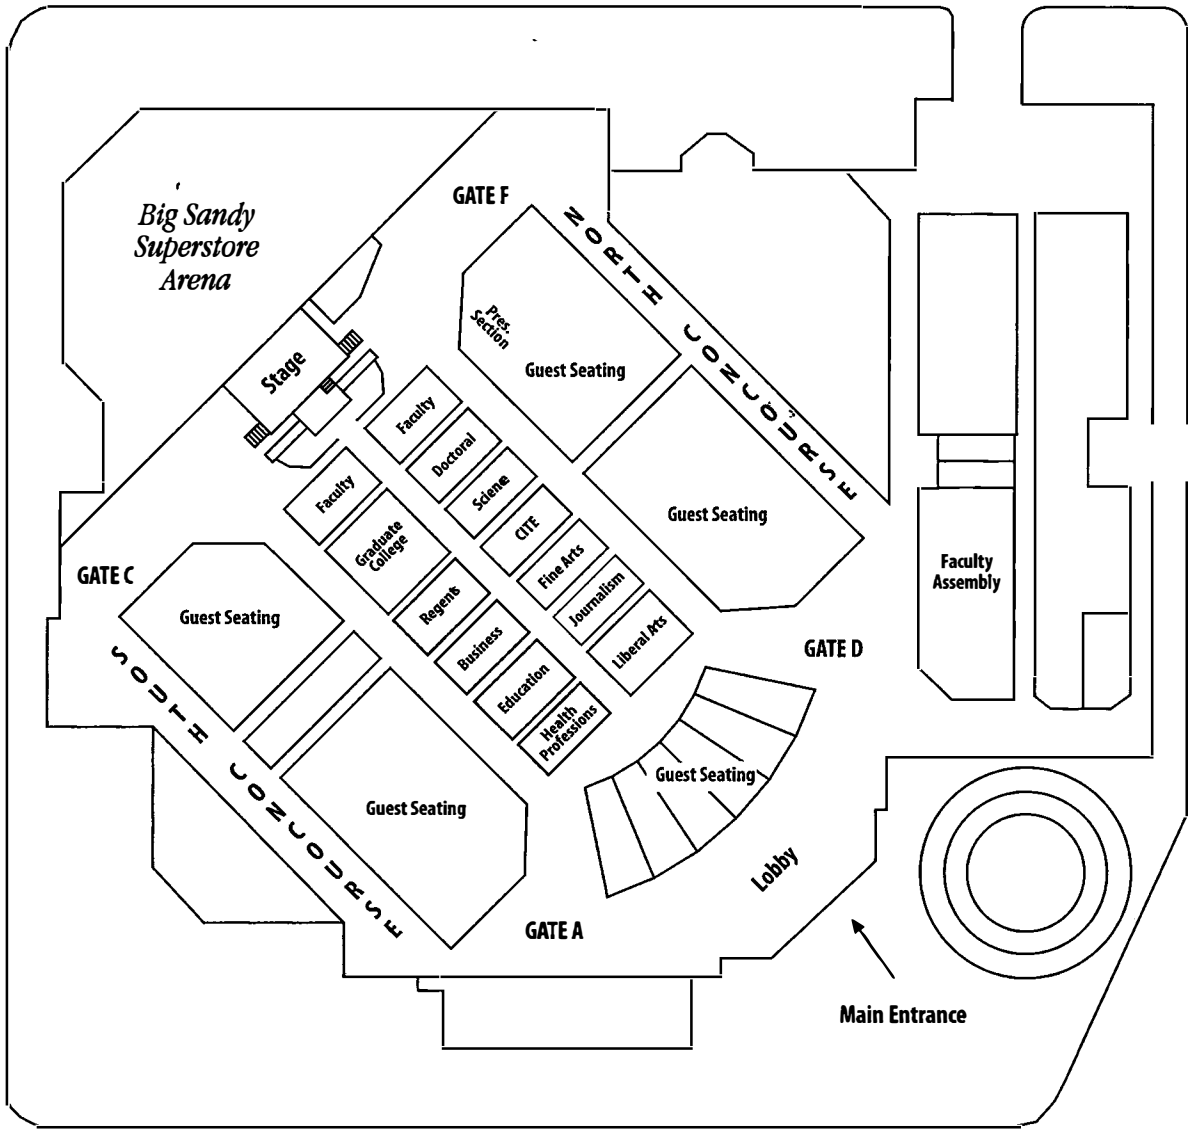 GATE F
Big Sandy
Superstore
Arena
NORTH CONCOURSE
Pres.
Section
Guest Seating
Stage
Faculty
Doctoral
Science
CITE
Fine Arts
Journalism
Liberal Arts
Faculty
Graduate
College
Regents
Business
Education
Health
Professions
Guest Seating
Faculty
Assembly
GATE C
Guest Seating
GATE D
SOUTH CONCOURSE
Guest Seating
Guest Seating
Lobby
GATE A
Main Entrance